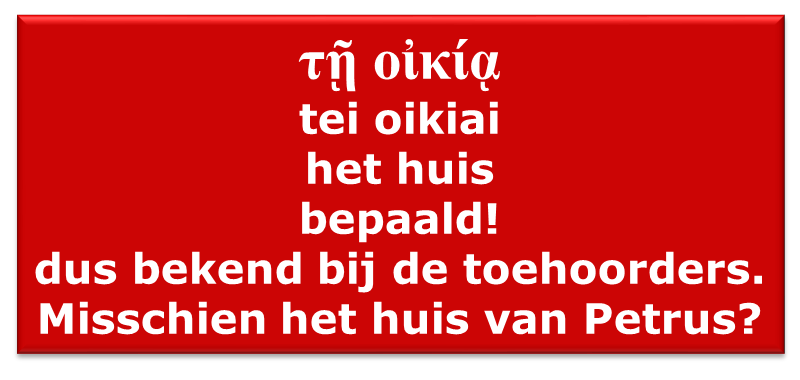 τῇ οἰκίᾳ
tei oikiai
het huis
bepaald!
dus bekend bij de toehoorders.
Misschien het huis van Petrus?